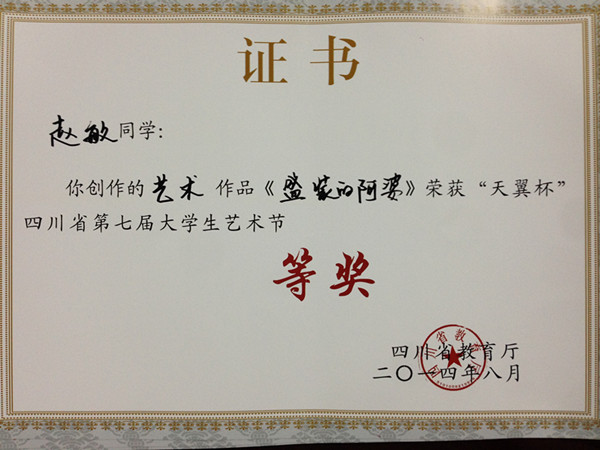 证书
赵敏同学:
你创作的艺术作品《盛装的阿婆》荣获“天翼杯”
四川省第七届大学生艺术节
等奖
四川省教育厅
二〇一四年八月